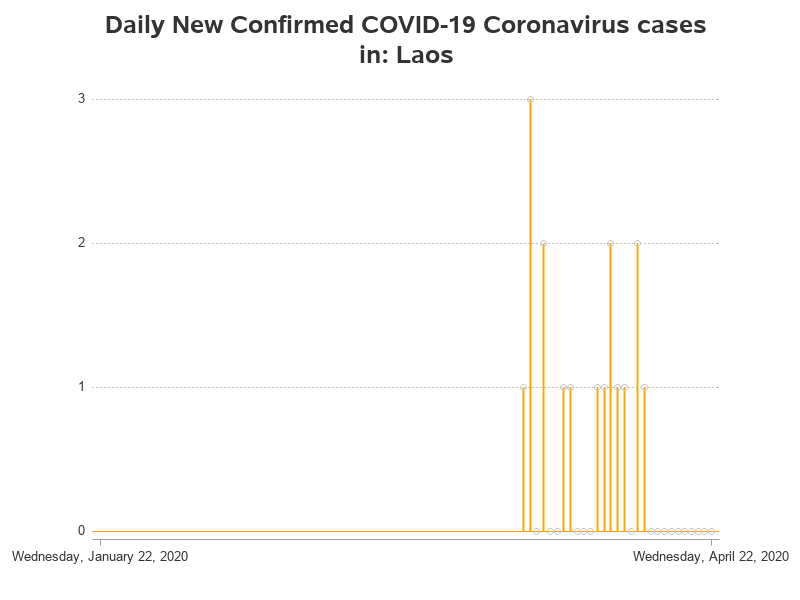 Daily New Confirmed COVID-19 Coronavirus cases
in: Laos
3
2
1
0
Wednesday, January 22, 2020
Wednesday, April 22, 2020